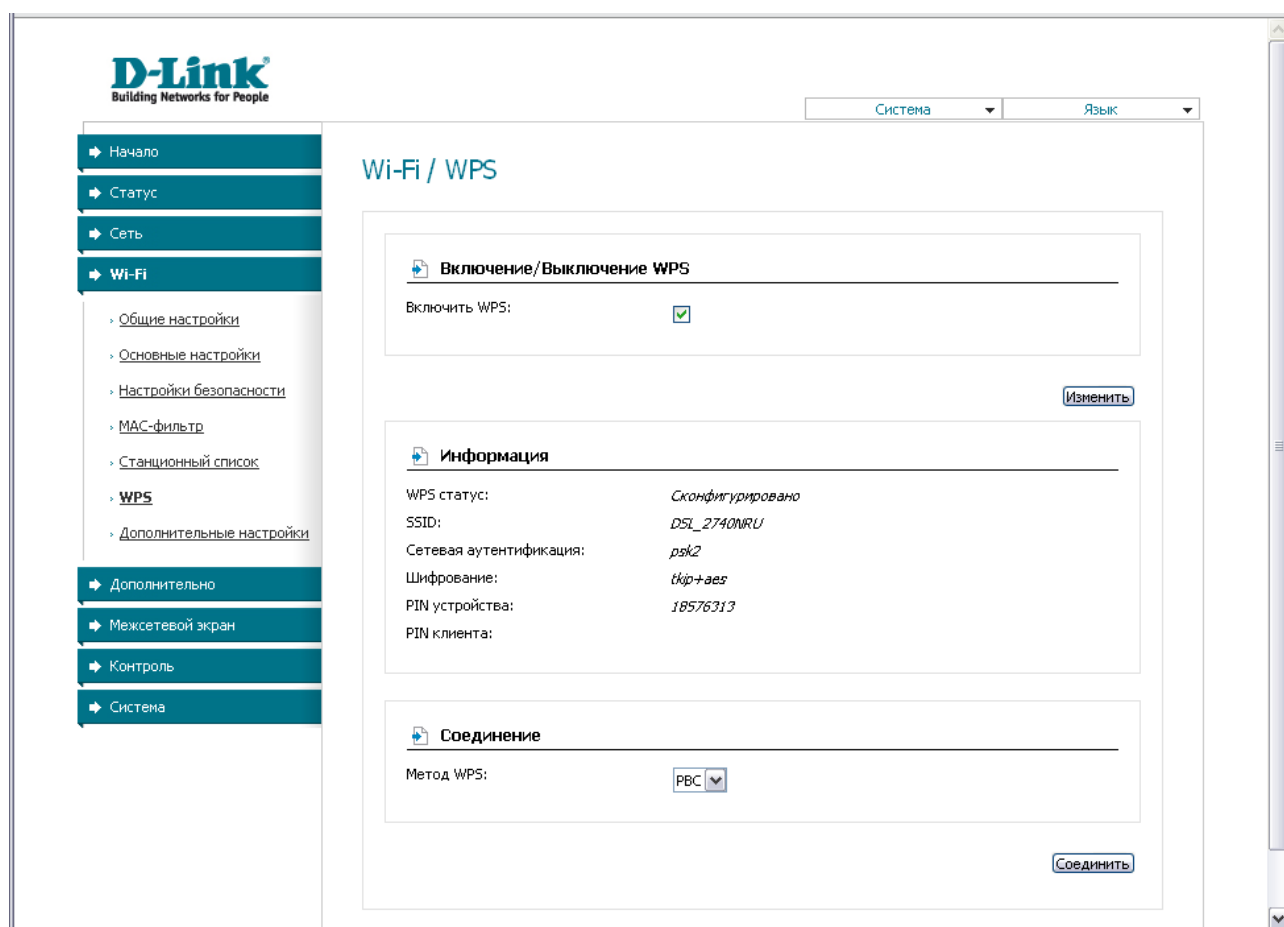 D-Link
Building Networks for People
Система
Язык
Начало
Статус
Сеть
Wi-Fi
Общие настройки
Основные настройки
Настройки безопасности
MAC-фильтр
Станционный список
WPS
Дополнительные настройки
Дополнительно
Межсетевой экран
Контроль
Система
Wi-Fi / WPS
Включение/Выключение WPS
Включить WPS:
Изменить
Информация
WPS статус: Сконфигурировано
SSID: DSL_2740NRU
Сетевая аутентификация: psk2
Шифрование: tkip+aes
PIN устройства: 18576313
PIN клиента:
Соединение
Метод WPS: PBC
Соединить